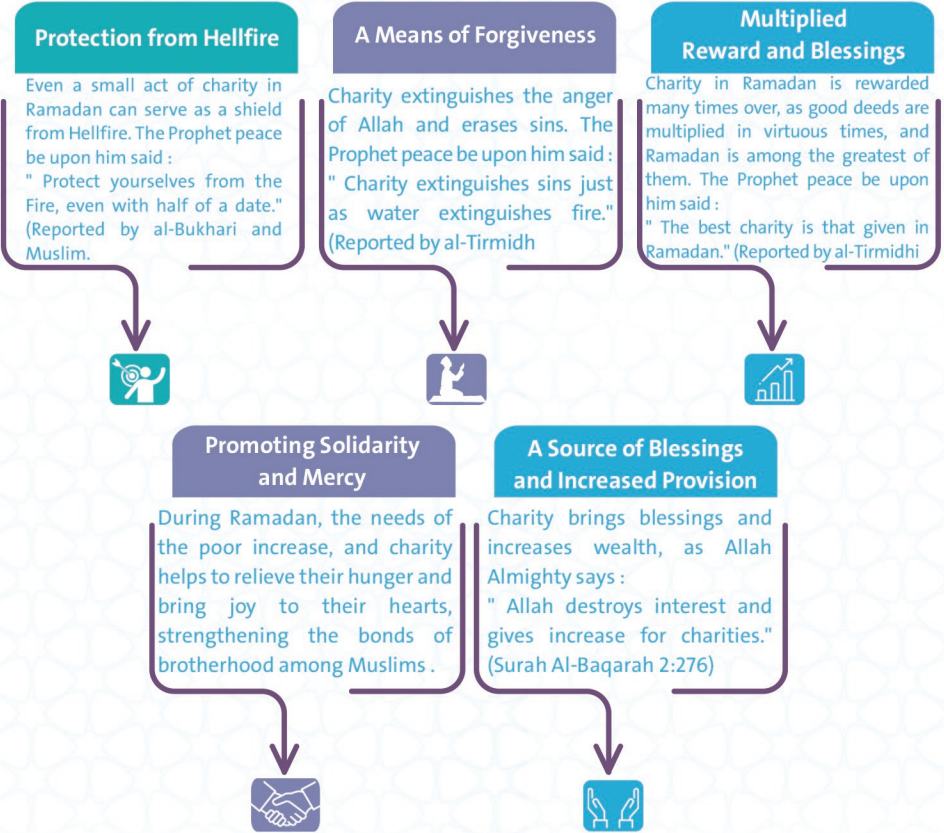 Protection from Hellfire
Even a small act of charity in
Ramadan can serve as a shield
from Hellfire. The Prophet peace
be upon him said :
" Protect yourselves from the
Fire, even with half of a date."
(Reported by al-Bukhari and
Muslim.
A Means of Forgiveness
Charity extinguishes the anger
of Allah and erases sins. The
Prophet peace be upon him said :
" Charity extinguishes sins just
as water extinguishes fire."
(Reported by al-Tirmidh
Multiplied
Reward and Blessings
Charity in Ramadan is rewarded
many times over, as good deeds are
multiplied in virtuous times, and
Ramadan is among the greatest of
them. The Prophet peace be upon
him said :
" The best charity is that given in
Ramadan." (Reported by al-Tirmidhi
Promoting Solidarity
and Mercy
During Ramadan, the needs of
the poor increase, and charity
helps to relieve their hunger and
bring joy to their hearts,
strengthening the bonds of
brotherhood among Muslims .
A Source of Blessings
and Increased Provision
Charity brings blessings and
increases wealth, as Allah
Almighty says :
" Allah destroys interest and
gives increase for charities."
(Surah Al-Baqarah 2:276)